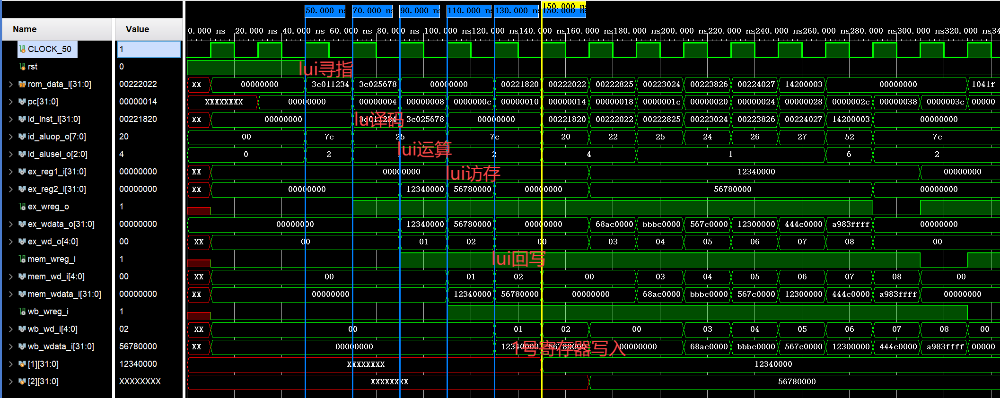 50.000 ns 70.000 ns 90.000 ns 110.000 n 130.000 n 150.000 n
150.000 n
Name Value
0.000 ns 20.000 ns 40.000 ns 60.000 ns 80.000 ns 100.000 ns 120.000 ns 140.000 ns 160.000 ns 180.000 ns 200.000 ns 220.000 ns 240.000 ns 260.000 ns 280.000 ns 300.000 ns 320.000 ns 34
CLOCK_50 1
rst 0
lui寻指
rom_data_i[31:0] 00222022 XX 00000000 3c011234 3c025678 00000000 00221820 00222022 00222825 00223024 00223826 00224027 14200003 00000000 1041f
pc[31:0] 00000014 XXXXXXXX 00000000 00000004 00000008 0000000c 00000010 00000014 00000018 0000001c 00000020 00000024 00000028 0000002c 00000038 0000003c 00000
id_inst_i[31:0] 00221820 XX 00000000 3c011234 3c025678 00000000 00221820 00222022 00222825 00223024 00223826 00224027 14200003 00000000
lui译码
id_aluop_o[7:0] 20 00 7c 25 7c 20 22 25 24 26 27 52 7c
id_alusel_o[2:0] 4 0 2 2 4 1 6 2
lui运算
ex_reg1_i[31:0] 00000000 XX 00000000 12340000 00000000
lui访存
ex_reg2_i[31:0] 00000000 XX 00000000 12340000 56780000 00000000 56780000 00000000
ex_wreg_o 1
ex_wdata_o[31:0] 00000000 00000000 12340000 56780000 00000000 68ac0000 bbbc0000 567c0000 12300000 444c0000 a983ffff 00000000
ex_wd_o[4:0] 00 XX 00 01 02 00 03 04 05 06 07 08 00
mem_wreg_i 1
lui回写
mem_wd_i[4:0] 00 XX 00 01 02 00 03 04 05 06 07 08 00
mem_wdata_i[31:0] 00000000 XX 00000000 12340000 56780000 00000000 68ac0000 bbbc0000 567c0000 12300000 444c0000 a983ffff 00000000
wb_wreg_i 1
wb_wd_i[4:0] 02 XX 00 01 02 00 03 04 05 06 07 08 00
wb_wdata_i[31:0] 56780000 XX 00000000 12340000 56780000 00000000 68ac0000 bbbc0000 567c0000 12300000 444c0000 a983ffff 00000
1号寄存器写入
[1][31:0] 12340000 XXXXXXXX 12340000
[2][31:0] XXXXXXXX XXXXXXXX 56780000